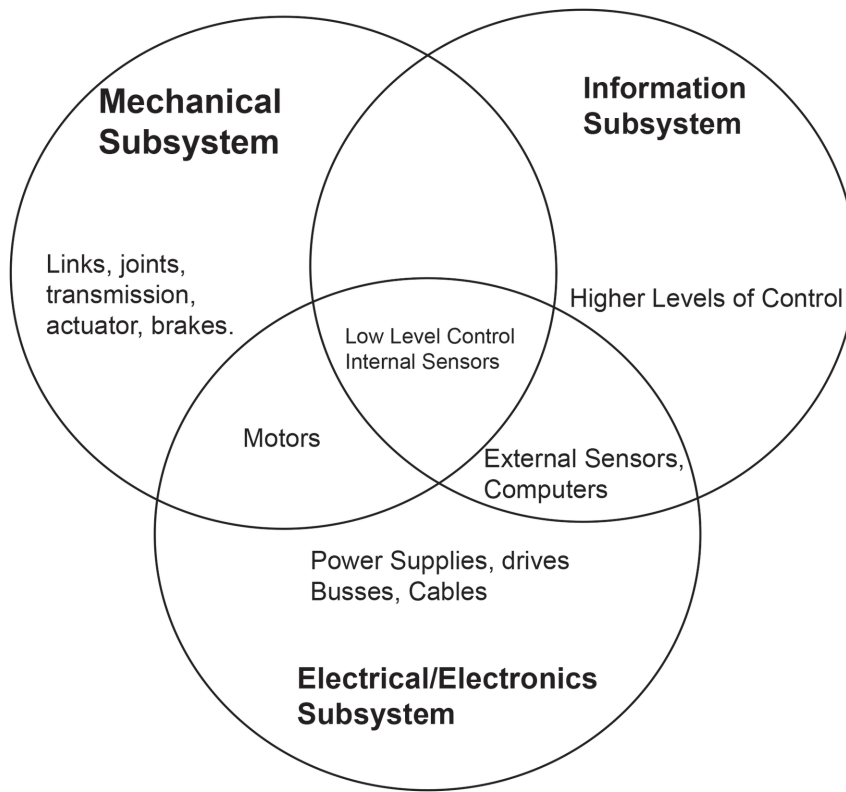 Mechanical
Subsystem
Information
Subsystem
Links, joints,
transmission,
actuator, brakes.
Higher Levels of Control
Low Level Control
Internal Sensors
Motors
External Sensors,
Computers
Power Supplies, drives
Busses, Cables
Electrical/Electronics
Subsystem